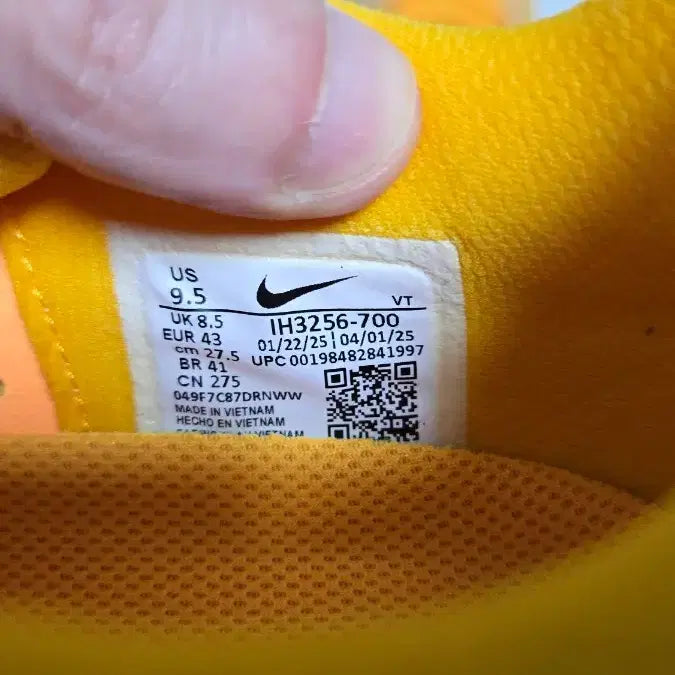 US
9.5
VT
UK 8.5
IH3256-700
EUR 43
01/22/25 | 04/01/25
cm 27.5
UPC 00198482841997
BR 41
CN 275
049F7C87DRNWW
MADE IN VIETNAM
HECHO EN VIETNAM